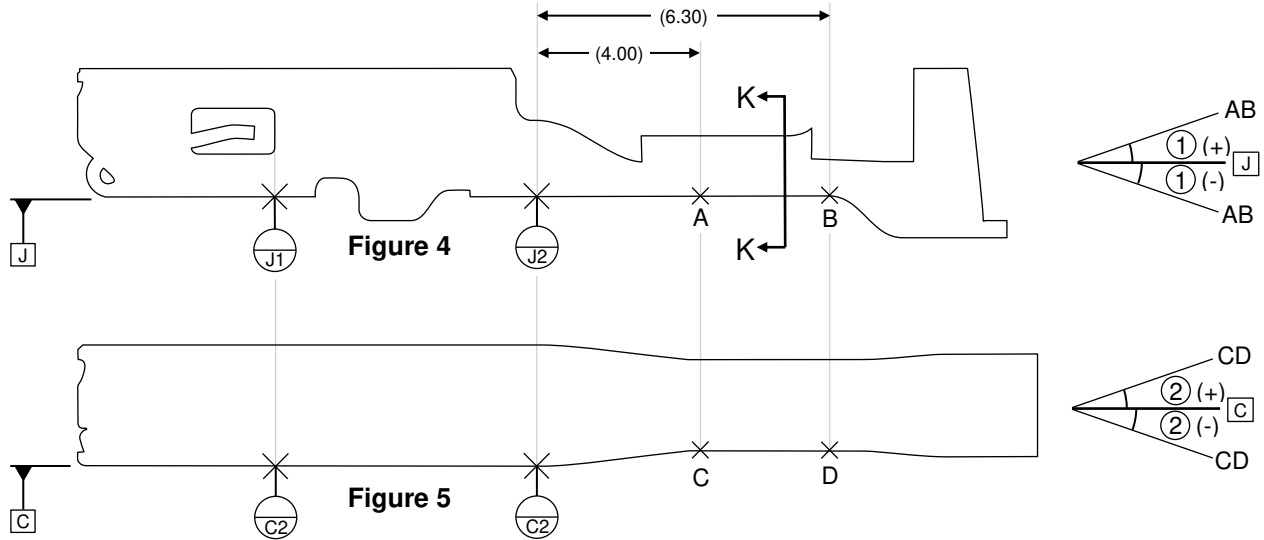 (6.30)
(4.00)
K
AB
1 (+)
J
1 (-)
AB
A
B
J
J1
Figure 4
J2
K
CD
2 (+)
C
2 (-)
CD
C
D
C
C2
Figure 5
C2